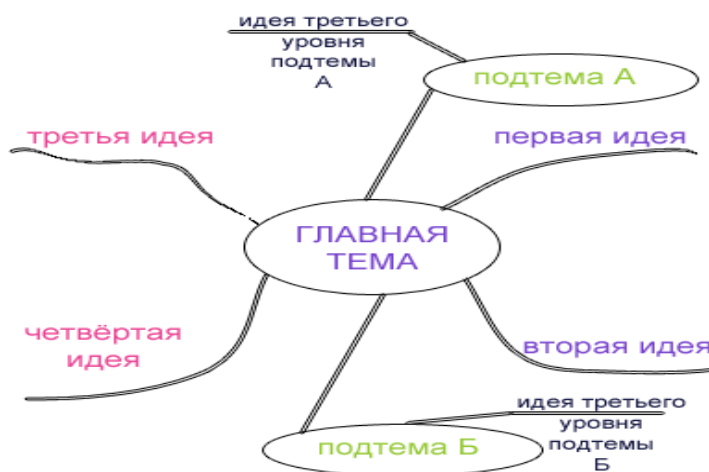 идея третьего
уровня
подтемы
А
подтема А
третья идея
первая идея
ГЛАВНАЯ
ТЕМА
четвёртая
идея
вторая идея
идея третьего
уровня
подтемы
Б
подтема Б